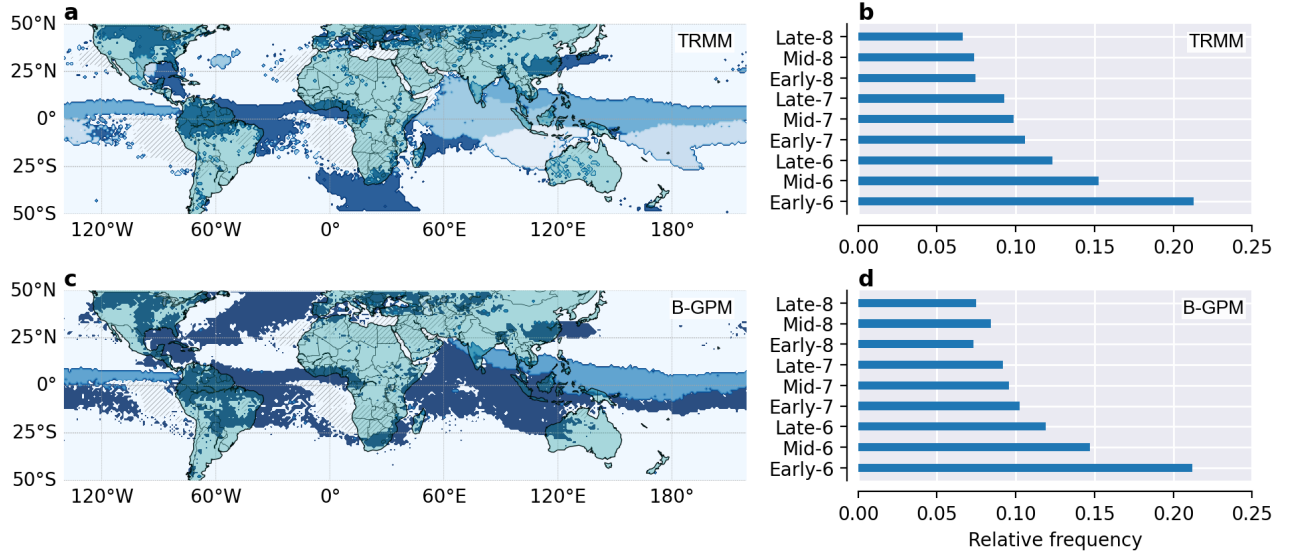 a
50°N
25°N
0°
25°S
50°S
TRMM
120°W 60°W 0° 60°E 120°E 180°
b
Late-8
Mid-8
Early-8
Late-7
Mid-7
Early-7
Late-6
Mid-6
Early-6
TRMM
0.00 0.05 0.10 0.15 0.20 0.25
c
50°N
25°N
0°
25°S
50°S
B-GPM
120°W 60°W 0° 60°E 120°E 180°
d
Late-8
Mid-8
Early-8
Late-7
Mid-7
Early-7
Late-6
Mid-6
Early-6
B-GPM
0.00 0.05 0.10 0.15 0.20 0.25
Relative frequency